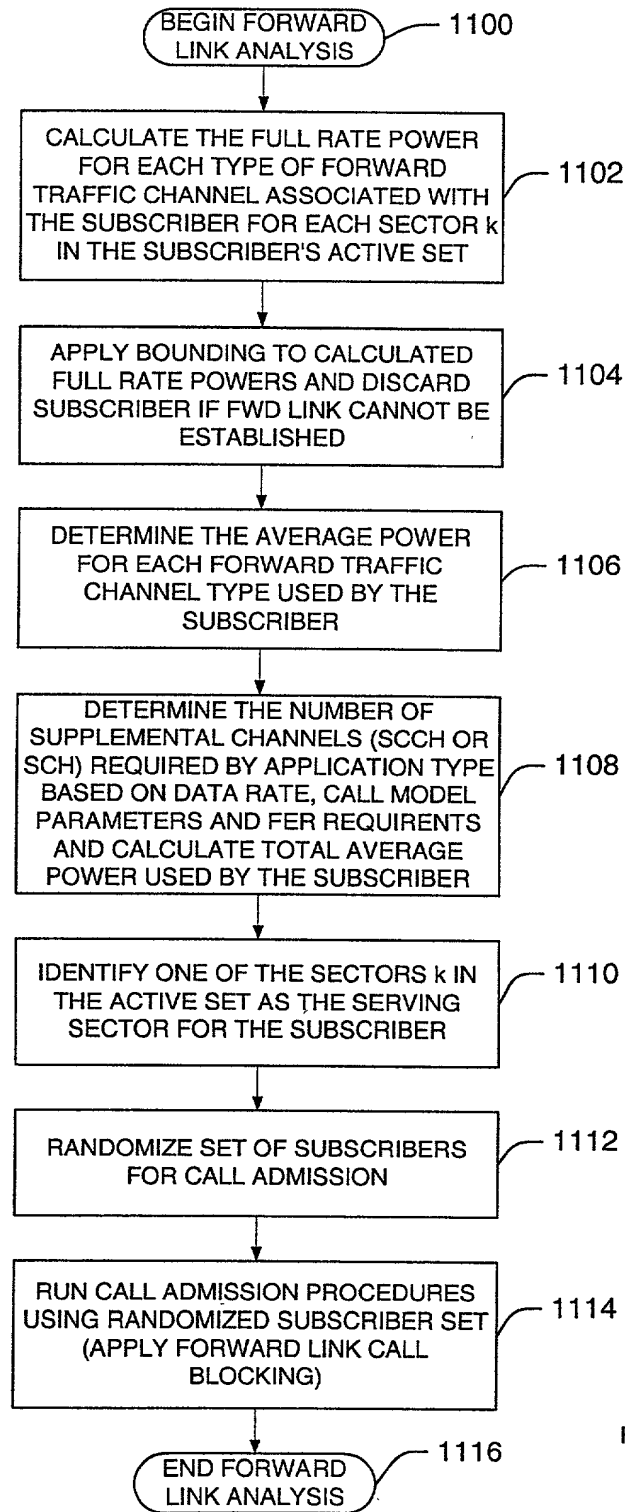 BEGIN FORWARD
LINK ANALYSIS
1100
CALCULATE THE FULL RATE POWER
FOR EACH TYPE OF FORWARD
TRAFFIC CHANNEL ASSOCIATED WITH
THE SUBSCRIBER FOR EACH SECTOR k
IN THE SUBSCRIBER'S ACTIVE SET
1102
APPLY BOUNDING TO CALCULATED
FULL RATE POWERS AND DISCARD
SUBSCRIBER IF FWD LINK CANNOT BE
ESTABLISHED
1104
DETERMINE THE AVERAGE POWER
FOR EACH FORWARD TRAFFIC
CHANNEL TYPE USED BY THE
SUBSCRIBER
1106
DETERMINE THE NUMBER OF
SUPPLEMENTAL CHANNELS (SCCH OR
SCH) REQUIRED BY APPLICATION TYPE
BASED ON DATA RATE, CALL MODEL
PARAMETERS AND FER REQUIRENTS
AND CALCULATE TOTAL AVERAGE
POWER USED BY THE SUBSCRIBER
1108
IDENTIFY ONE OF THE SECTORS k IN
THE ACTIVE SET AS THE SERVING
SECTOR FOR THE SUBSCRIBER
1110
RANDOMIZE SET OF SUBSCRIBERS
FOR CALL ADMISSION
1112
RUN CALL ADMISSION PROCEDURES
USING RANDOMIZED SUBSCRIBER SET
(APPLY FORWARD LINK CALL
BLOCKING)
1114
END FORWARD
LINK ANALYSIS
1116